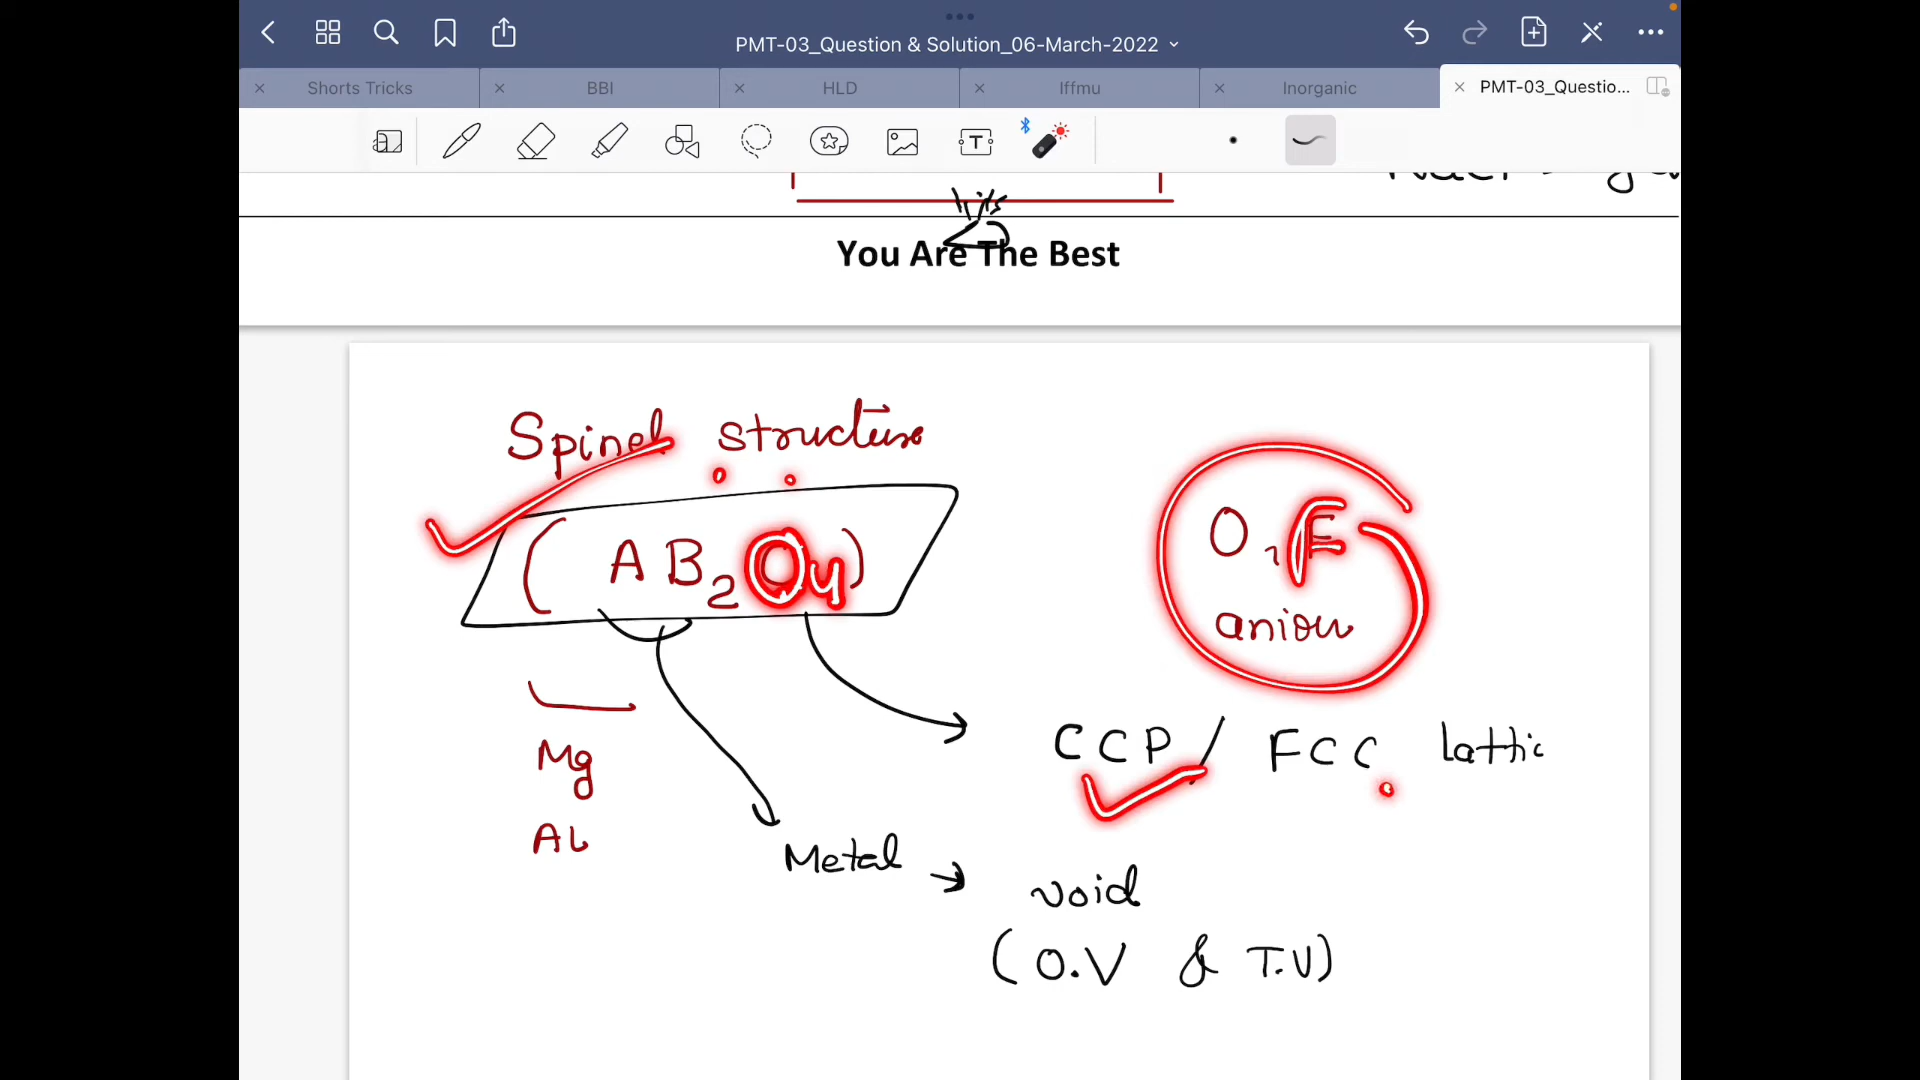 PMT-03_Question & Solution_06-March-2022
Shorts Tricks
BBI
HLD
Iffmu
Inorganic
PMT-03_Questio...
T
You Are The Best
Spinel structure
(AB2O4)
O, F
anion
CCP / FCC lattic
Mg
Al
Metal → void
(O.V & T.V)